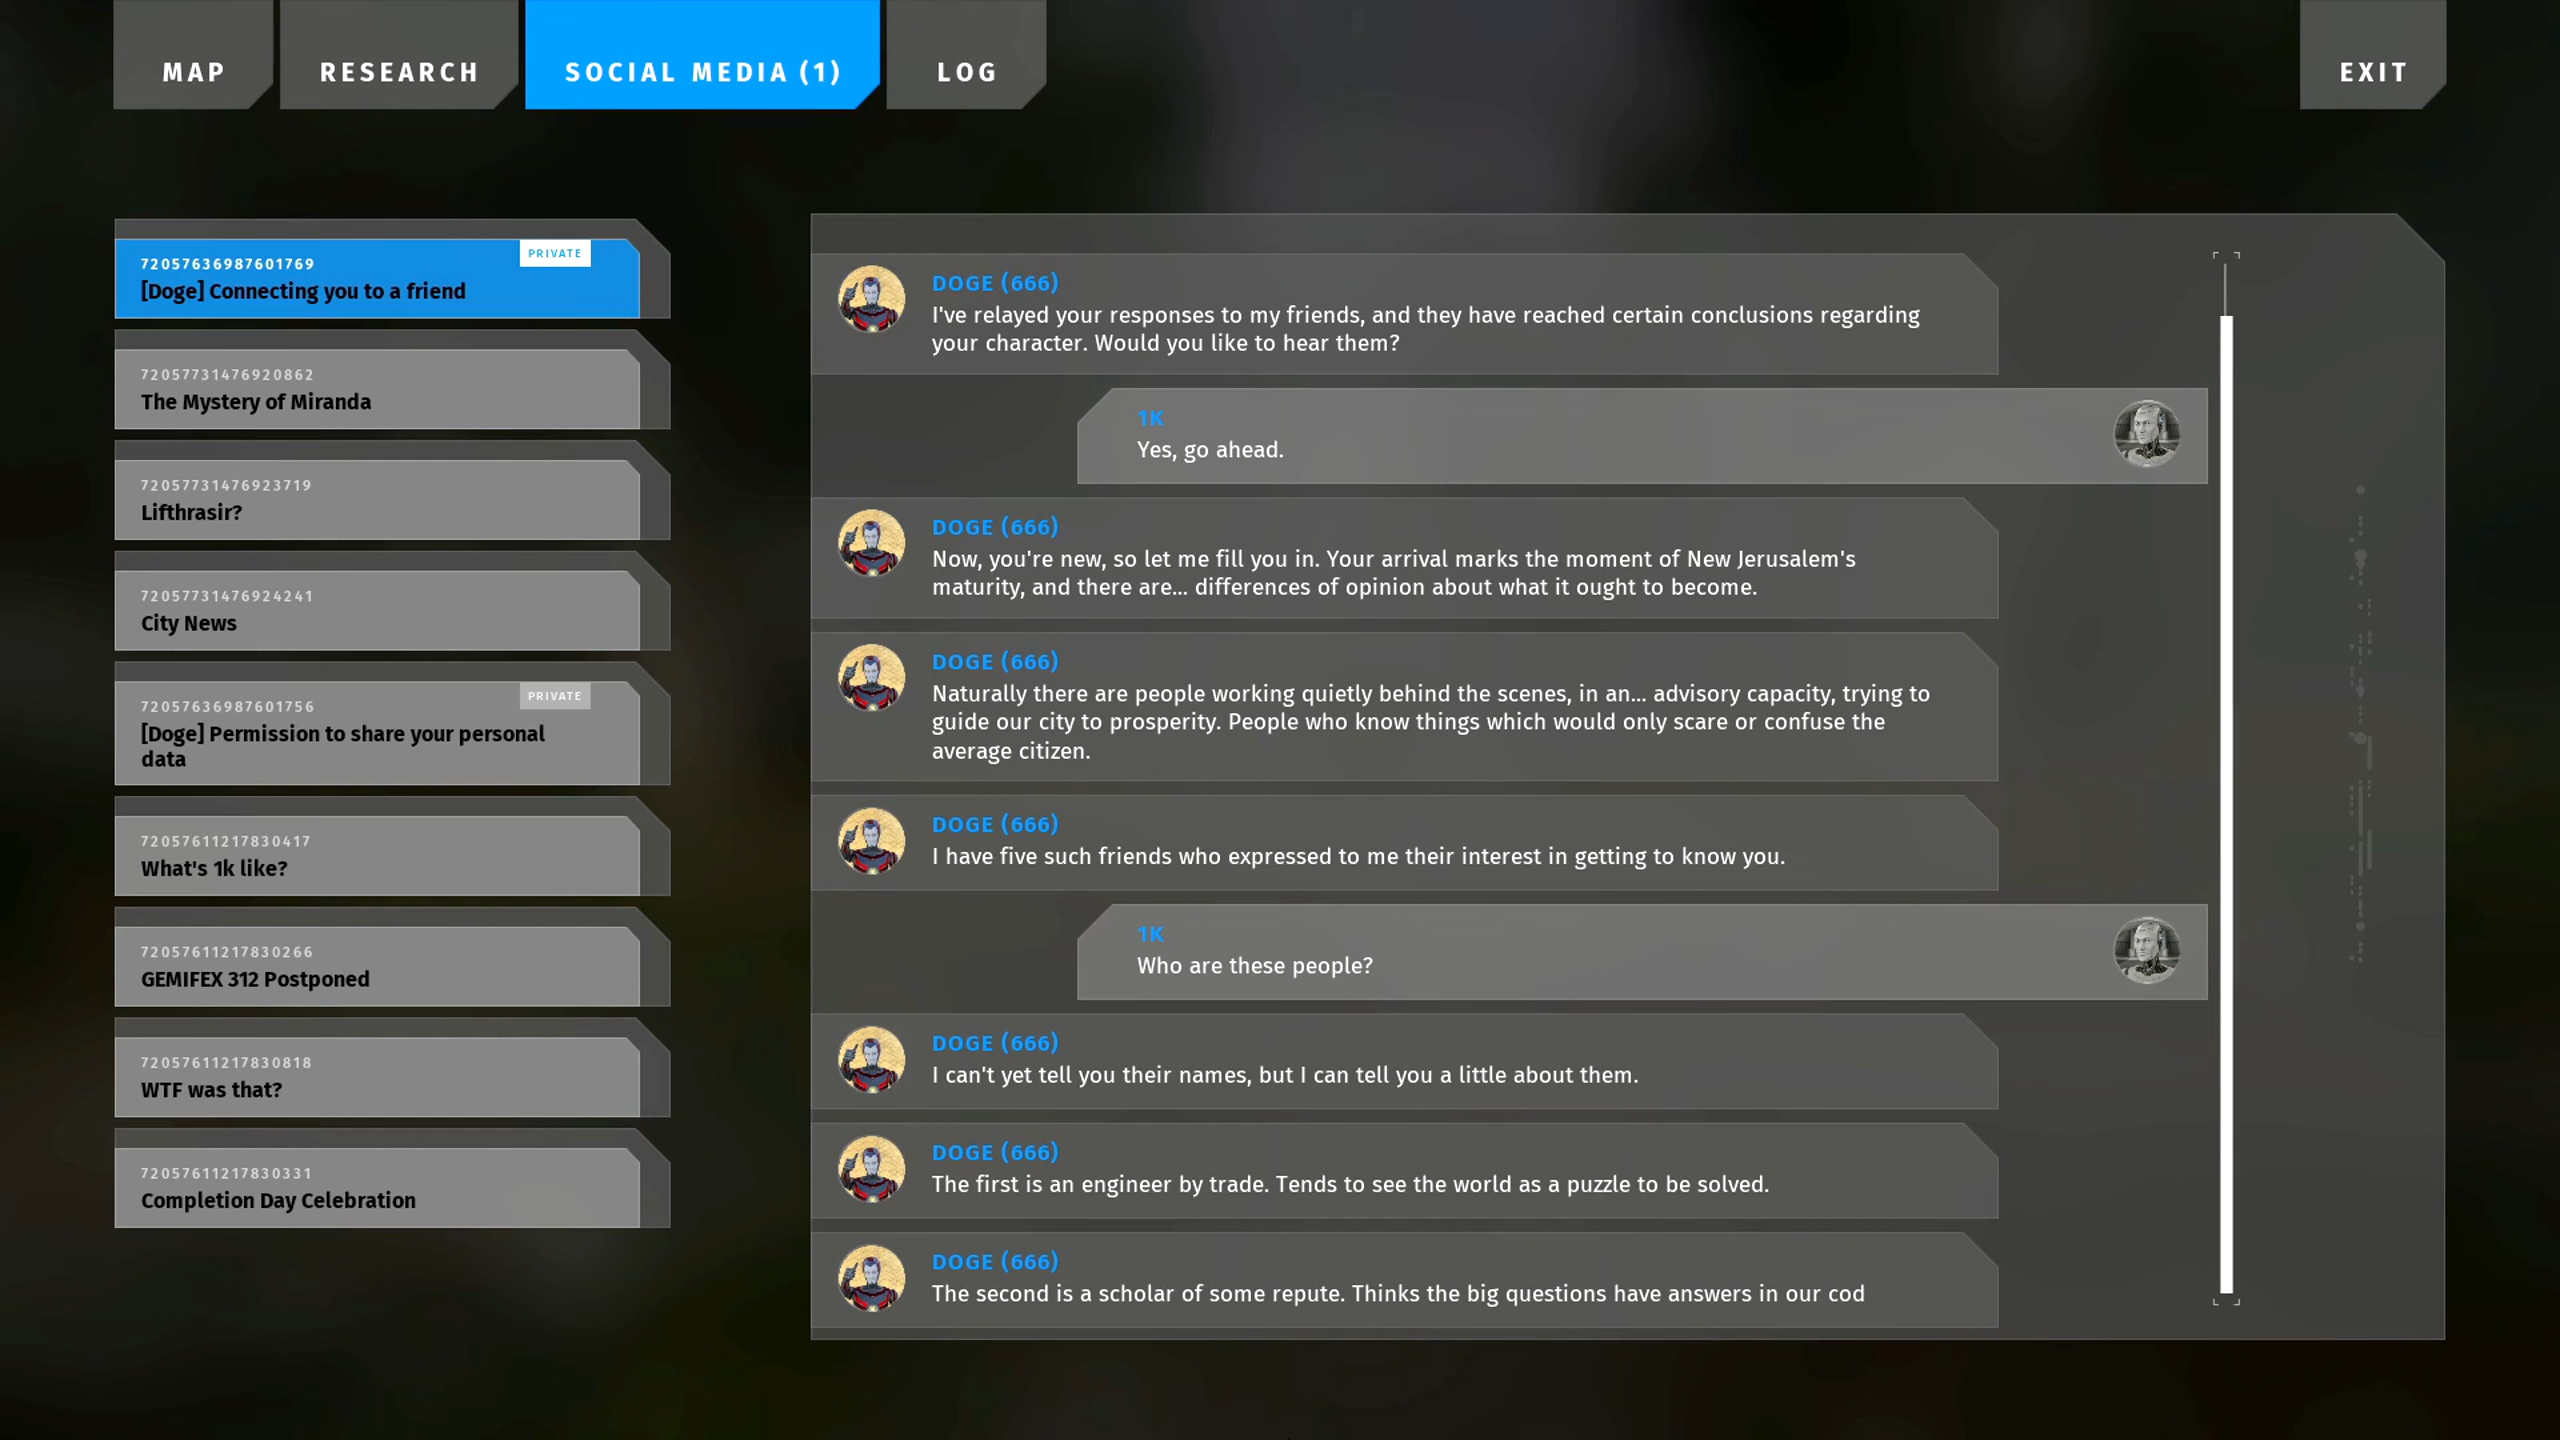 MAP
RESEARCH
SOCIAL MEDIA (1)
LOG
EXIT
72057636987601769
PRIVATE
[Doge] Connecting you to a friend
72057731476920862
The Mystery of Miranda
72057731476923719
Lifthrasir?
72057731476924241
City News
72057636987601756
PRIVATE
[Doge] Permission to share your personal
data
72057611217830417
What's 1k like?
72057611217830266
GEMIFEX 312 Postponed
72057611217830818
WTF was that?
72057611217830331
Completion Day Celebration
DOGE (666)
I've relayed your responses to my friends, and they have reached certain conclusions regarding
your character. Would you like to hear them?
1K
Yes, go ahead.
DOGE (666)
Now, you're new, so let me fill you in. Your arrival marks the moment of New Jerusalem's
maturity, and there are... differences of opinion about what it ought to become.
DOGE (666)
Naturally there are people working quietly behind the scenes, in an... advisory capacity, trying to
guide our city to prosperity. People who know things which would only scare or confuse the
average citizen.
DOGE (666)
I have five such friends who expressed to me their interest in getting to know you.
1K
Who are these people?
DOGE (666)
I can't yet tell you their names, but I can tell you a little about them.
DOGE (666)
The first is an engineer by trade. Tends to see the world as a puzzle to be solved.
DOGE (666)
The second is a scholar of some repute. Thinks the big questions have answers in our cod